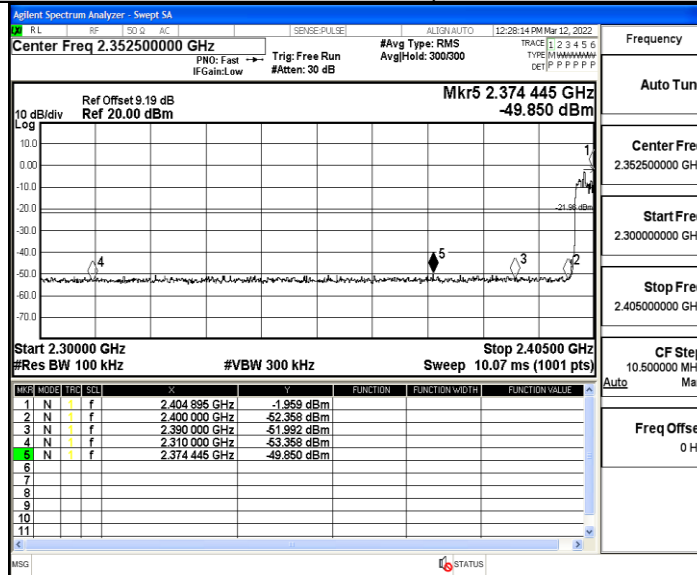 Agilent Spectrum Analyzer - Swept SA
RL RF 50 Ω AC SENSE:PULSE ALIGNAUTO 12:28:14 PM Mar 12, 2022
Center Freq 2.352500000 GHz
PNO: Fast
IFGain:Low
Trig: Free Run
#Atten: 30 dB
#Avg Type: RMS
Avg|Hold: 300/300
TRACE 1 2 3 4 5 6
TYPE M WWWWW
DET P P P P P P
Ref Offset 9.19 dB
Ref 20.00 dBm
10 dB/div
Log
Mkr5 2.374 445 GHz
-49.850 dBm
10.0
0.00
-10.0
-20.0
-30.0
-40.0
-50.0
-60.0
-70.0
1
-21.96 dBm
4
5
3
2
Start 2.30000 GHz
Stop 2.40500 GHz
#Res BW 100 kHz
#VBW 300 kHz
Sweep 10.07 ms (1001 pts)
MKR MODE TRC SCL X Y FUNCTION FUNCTION WIDTH FUNCTION VALUE
1 N 1 f 2.404 895 GHz -1.959 dBm
2 N 1 f 2.400 000 GHz -52.358 dBm
3 N 1 f 2.390 000 GHz -51.992 dBm
4 N 1 f 2.310 000 GHz -53.358 dBm
5 N 1 f 2.374 445 GHz -49.850 dBm
6
7
8
9
10
11
MSG
STATUS
Frequency
Auto Tun
Center Fre
2.352500000 GH
Start Fre
2.300000000 GH
Stop Fre
2.405000000 GH
CF Step
10.500000 MH
Auto Ma
Freq Offse
0 H